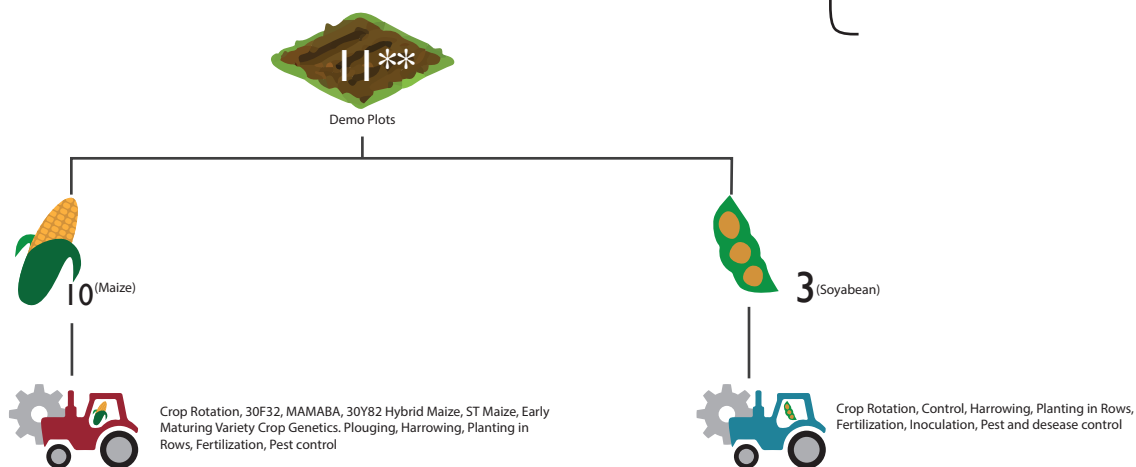 11**
Demo Plots
10 (Maize)
3 (Soyabean)
Crop Rotation, 30F32, MAMABA, 30Y82 Hybrid Maize, ST Maize, Early
Maturing Variety Crop Genetics. Plouging, Harrowing, Planting in
Rows, Fertilization, Pest control
Crop Rotation, Control, Harrowing, Planting in Rows,
Fertilization, Inoculation, Pest and desease control